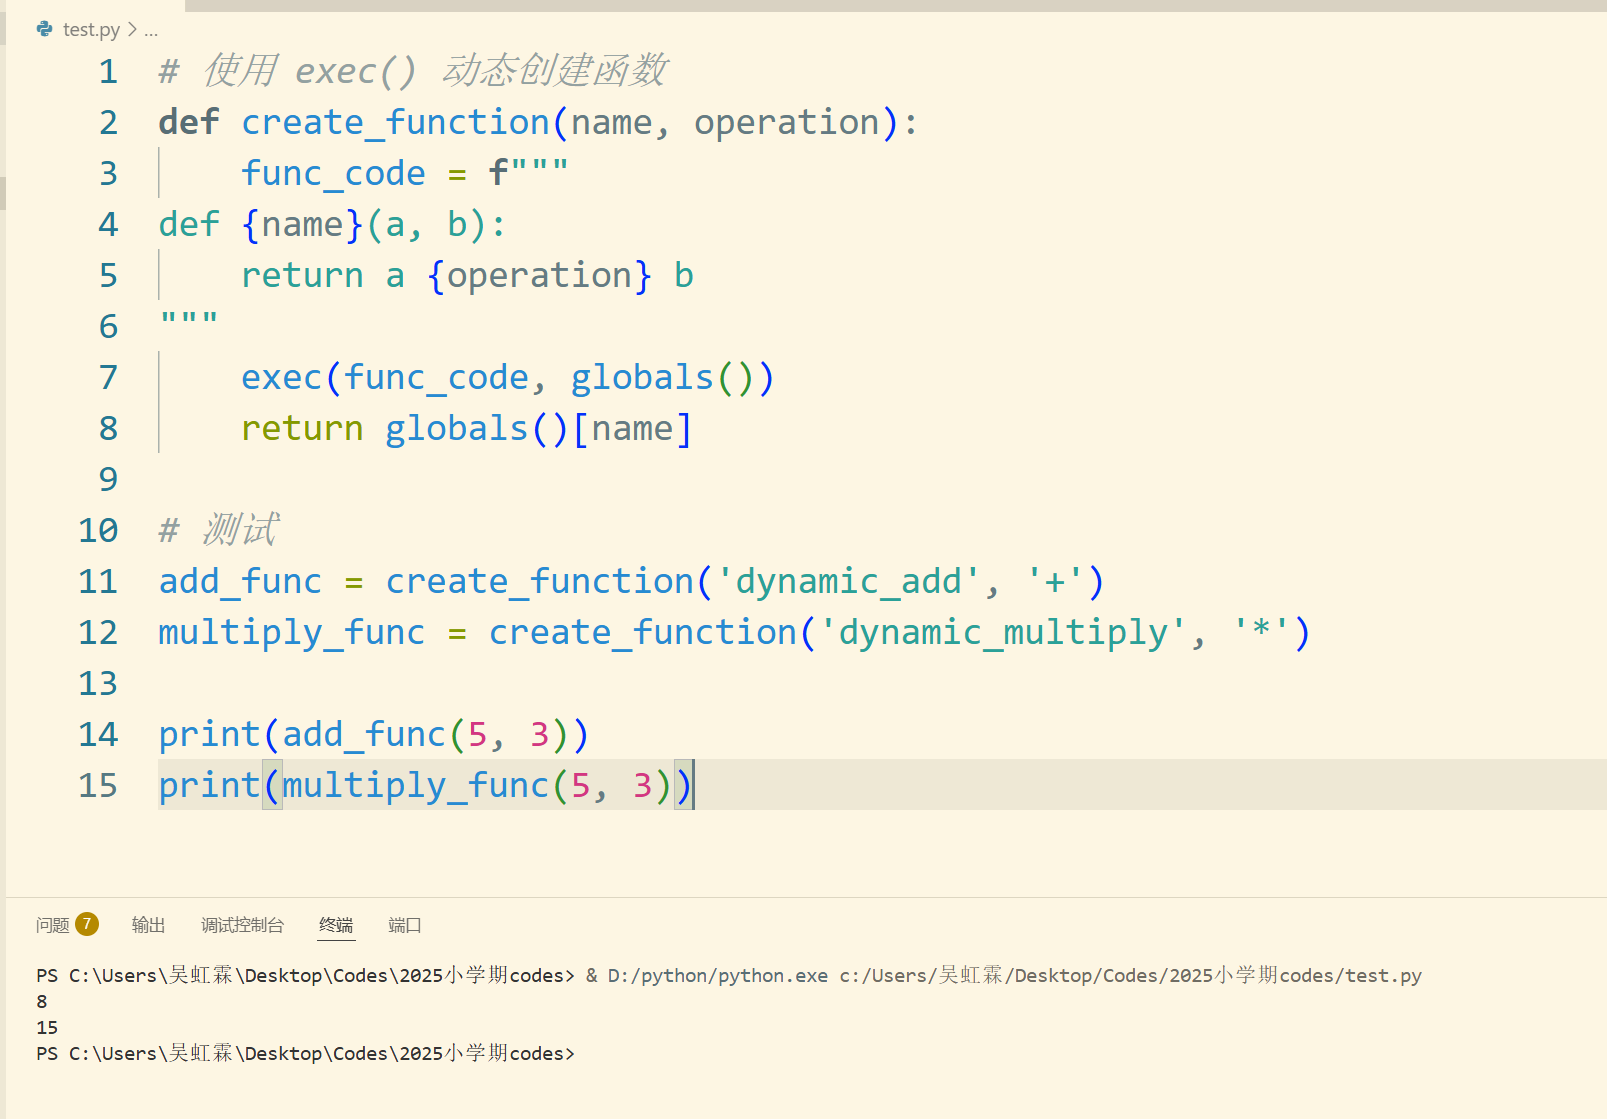 test.py > ...
1 # 使用 exec() 动态创建函数
2 def create_function(name, operation):
3     func_code = f"""
4 def {name}(a, b):
5     return a {operation} b
6 """
7     exec(func_code, globals())
8     return globals()[name]
9
10 # 测试
11 add_func = create_function('dynamic_add', '+')
12 multiply_func = create_function('dynamic_multiply', '*')
13
14 print(add_func(5, 3))
15 print(multiply_func(5, 3))
问题 7 输出 调试控制台 终端 端口
PS C:\Users\吴虹霖\Desktop\Codes\2025小学期codes> & D:/python/python.exe c:/Users/吴虹霖/Desktop/Codes/2025小学期codes/test.py
8
15
PS C:\Users\吴虹霖\Desktop\Codes\2025小学期codes>